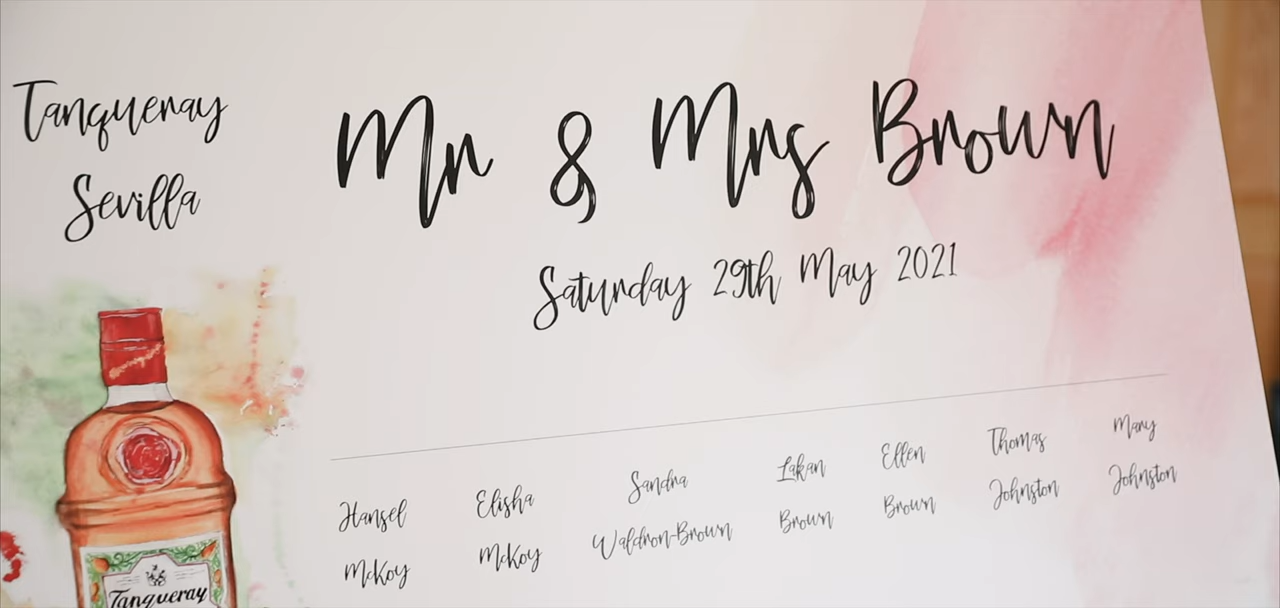 Tanqueray
Sevilla
Mr & Mrs Brown
Saturday 29th May 2021
Hansel McKoy
Elisha McKoy
Sandra Waldron-Brown
Lakan Brown
Ellen Brown
Thomas Johnston
Mary Johnston
Tanqueray